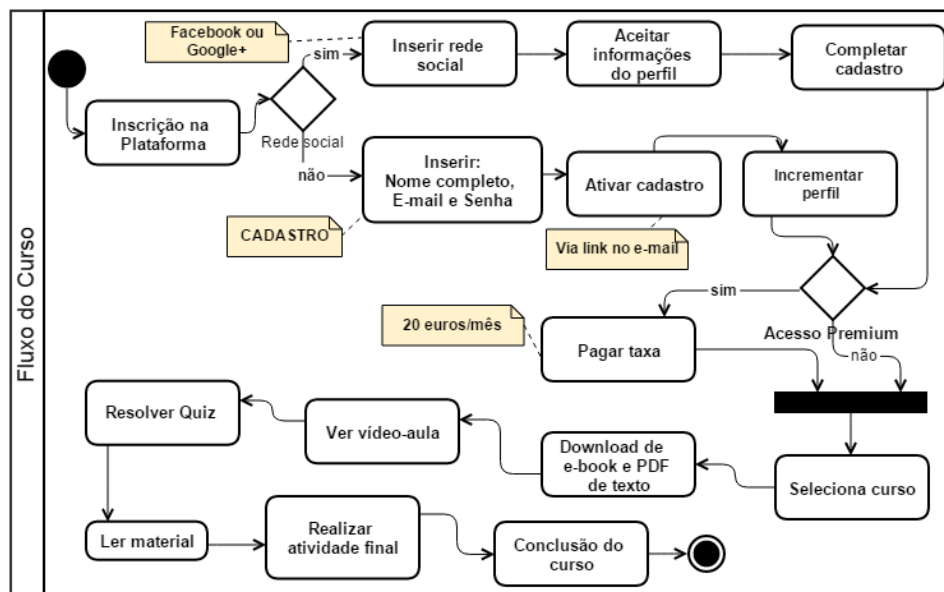 Fluxo do Curso
Facebook ou
Google+
sim
Inserir rede
social
Aceitar
informações
do perfil
Completar
cadastro
Inscrição na
Plataforma
Rede social
não
Inserir:
Nome completo,
E-mail e Senha
Ativar cadastro
Incrementar
perfil
CADASTRO
Via link no e-mail
sim
20 euros/mês
Pagar taxa
Acesso Premium
não
Resolver Quiz
Ver vídeo-aula
Download de
e-book e PDF
de texto
Seleciona curso
Ler material
Realizar
atividade final
Conclusão do
curso